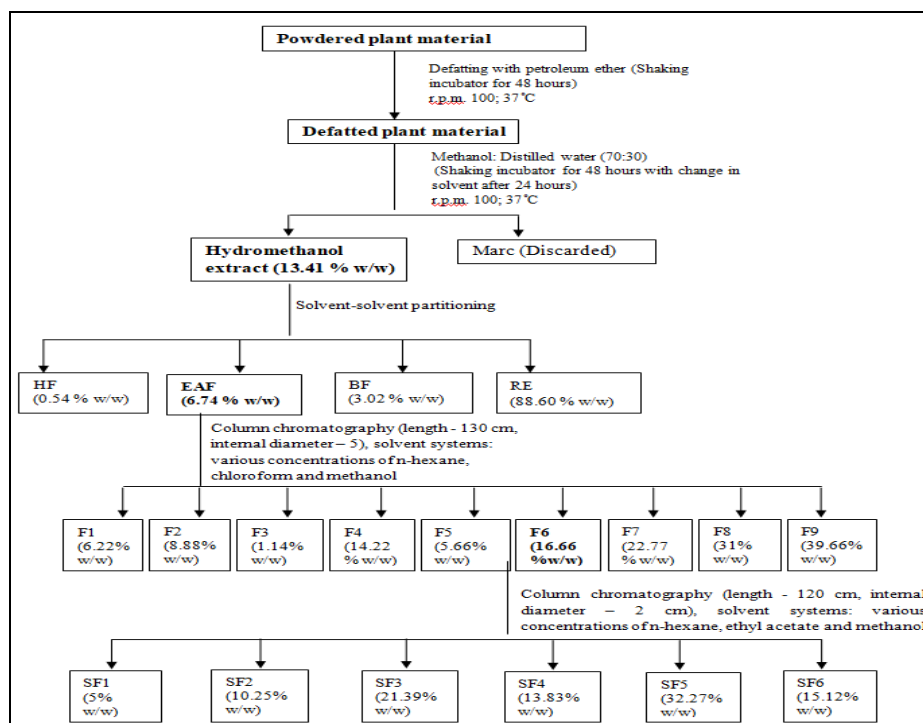 Powdered plant material
Defatting with petroleum ether (Shaking
incubator for 48 hours)
r.p.m. 100; 37˚C
Defatted plant material
Methanol: Distilled water (70:30)
(Shaking incubator for 48 hours with change in
solvent after 24 hours)
r.p.m. 100; 37˚C
Hydromethanol
extract (13.41 % w/w)
Marc (Discarded)
Solvent-solvent partitioning
HF
(0.54 % w/w)
EAF
(6.74 % w/w)
BF
(3.02 % w/w)
RE
(88.60 % w/w)
Column chromatography (length - 130 cm,
internal diameter – 5), solvent systems:
various concentrations of n-hexane,
chloroform and methanol
F1
(6.22%
w/w)
F2
(8.88%
w/w)
F3
(1.14%
w/w)
F4
(14.22
% w/w)
F5
(5.66%
w/w)
F6
(16.66
%w/w)
F7
(22.77
% w/w)
F8
(31%
w/w)
F9
(39.66%
w/w)
Column chromatography (length - 120 cm, internal
diameter – 2 cm), solvent systems: various
concentrations of n-hexane, ethyl acetate and methanol
SF1
(5%
w/w)
SF2
(10.25%
w/w)
SF3
(21.39%
w/w)
SF4
(13.83%
w/w)
SF5
(32.27%
w/w)
SF6
(15.12%
w/w)